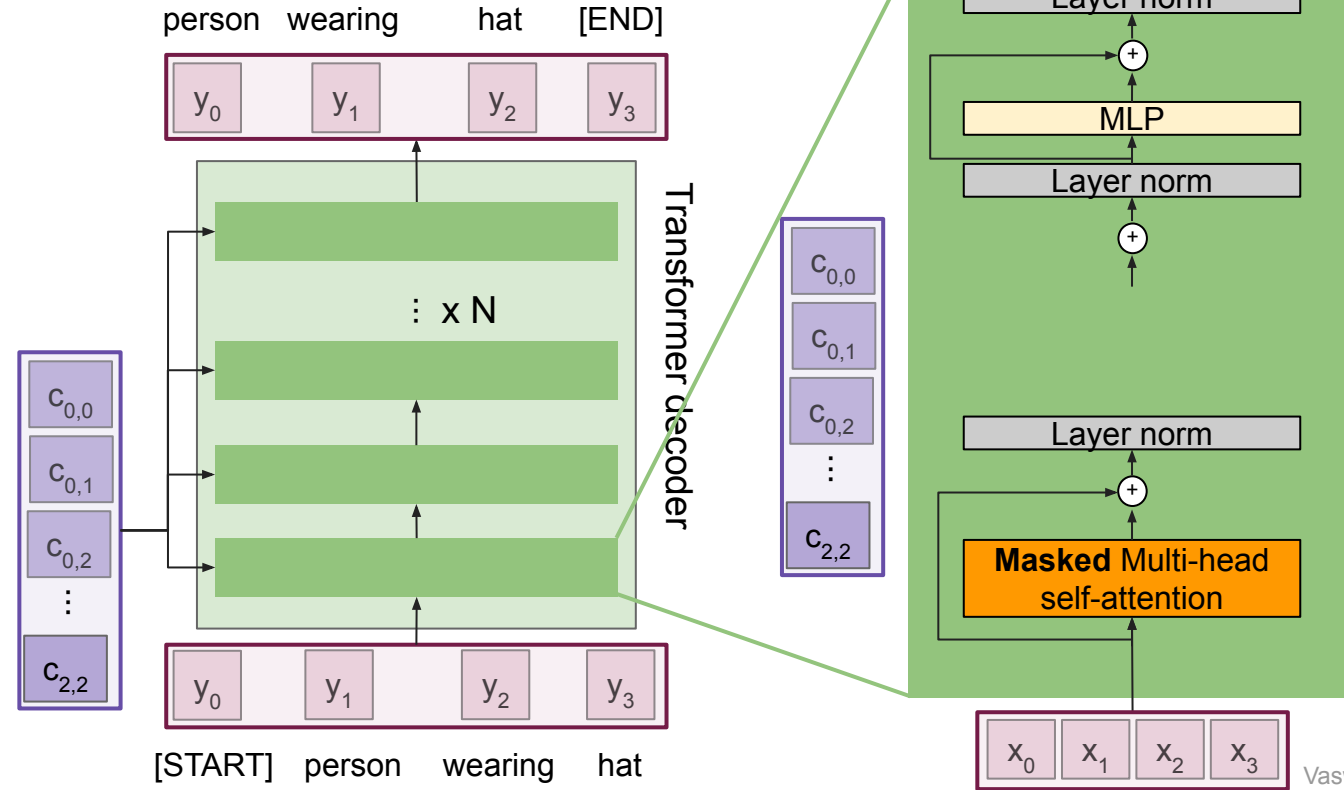 person wearing hat [END]
y0 y1 y2 y3
Transformer decoder
⋮ x N
c0,0
c0,1
c0,2
⋮
c2,2
y0 y1 y2 y3
[START] person wearing hat
c0,0
c0,1
c0,2
⋮
c2,2
Layer norm
+
MLP
Layer norm
+
Layer norm
+
Masked Multi-head
self-attention
x0 x1 x2 x3